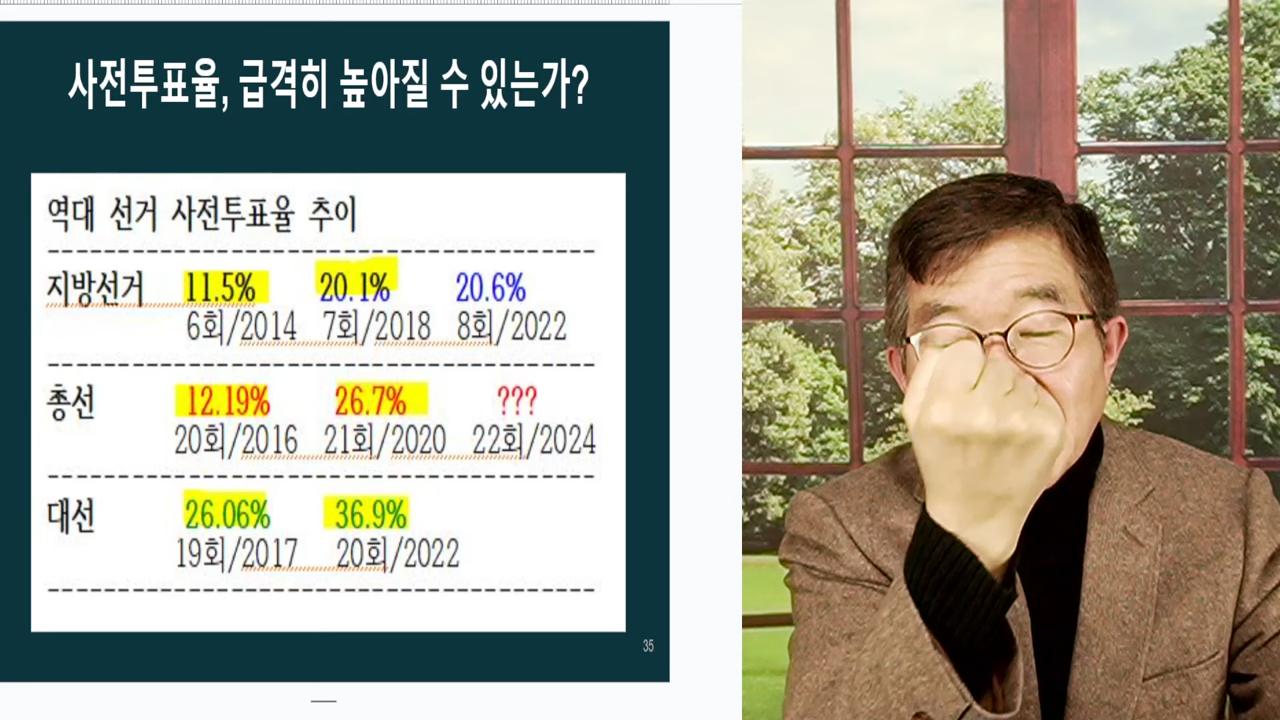 사전투표율, 급격히 높아질 수 있는가?
역대 선거 사전투표율 추이
지방선거 11.5% 20.1% 20.6%
6회/2014 7회/2018 8회/2022
총선 12.19% 26.7% ???
20회/2016 21회/2020 22회/2024
대선 26.06% 36.9%
19회/2017 20회/2022
35